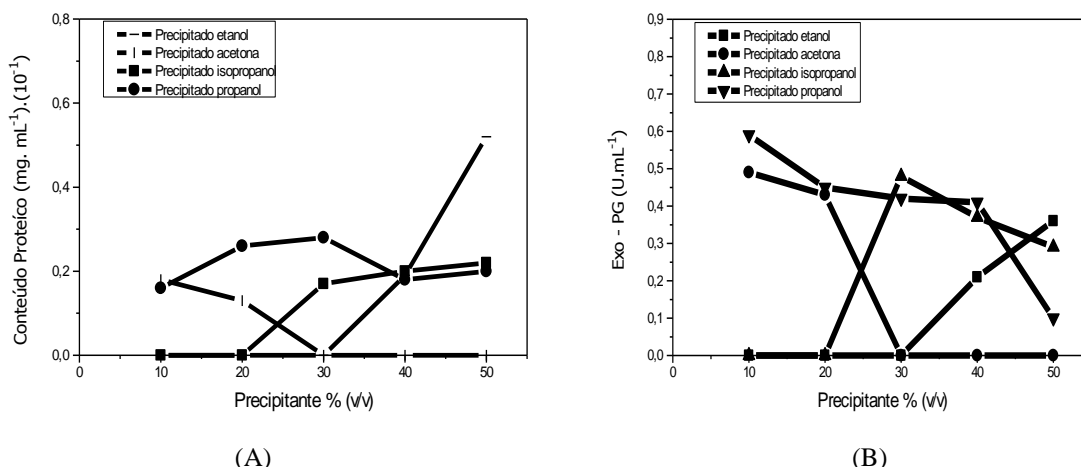 0,8
0,6
0,4
0,2
0,0
0
10
20
30
40
50
Conteúdo Proteíco (mg. mL⁻¹).(10⁻¹)
Precipitante % (v/v)
Precipitado etanol
Precipitado acetona
Precipitado isopropanol
Precipitado propanol
(A)
0,9
0,8
0,7
0,6
0,5
0,4
0,3
0,2
0,1
0,0
0
10
20
30
40
50
Exo - PG (U.mL⁻¹)
Precipitante % (v/v)
Precipitado etanol
Precipitado acetona
Precipitado isopropanol
Precipitado propanol
(B)